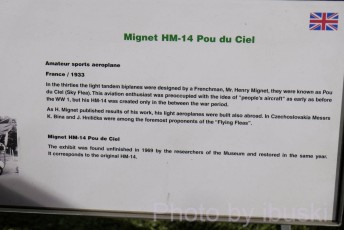 Mignet HM-14 Pou du Ciel
Amateur sports aeroplane
France / 1933
In the thirties the light tandem biplanes were designed by a Frenchman, Mr. Henry Mignet, they were known as Pou
du Ciel (Sky Flea). This aviation enthusiast was preoccupied with the idea of "people's aircraft" as early as before
the WW 1, but his HM-14 was created only in the between the war period.
As H. Mignet published results of his work, his light aeroplanes were built also abroad. In Czechoslovakia Messrs
K. Bina and J. were among the foremost proponents of the "Flying Fleas".
Mignet HM-14 Pou du Ciel
The exhibit was found unfinished in 1969 by the researchers of the Museum and restored in the same year.
It corresponds to the original HM-14.
Photo by ibuski